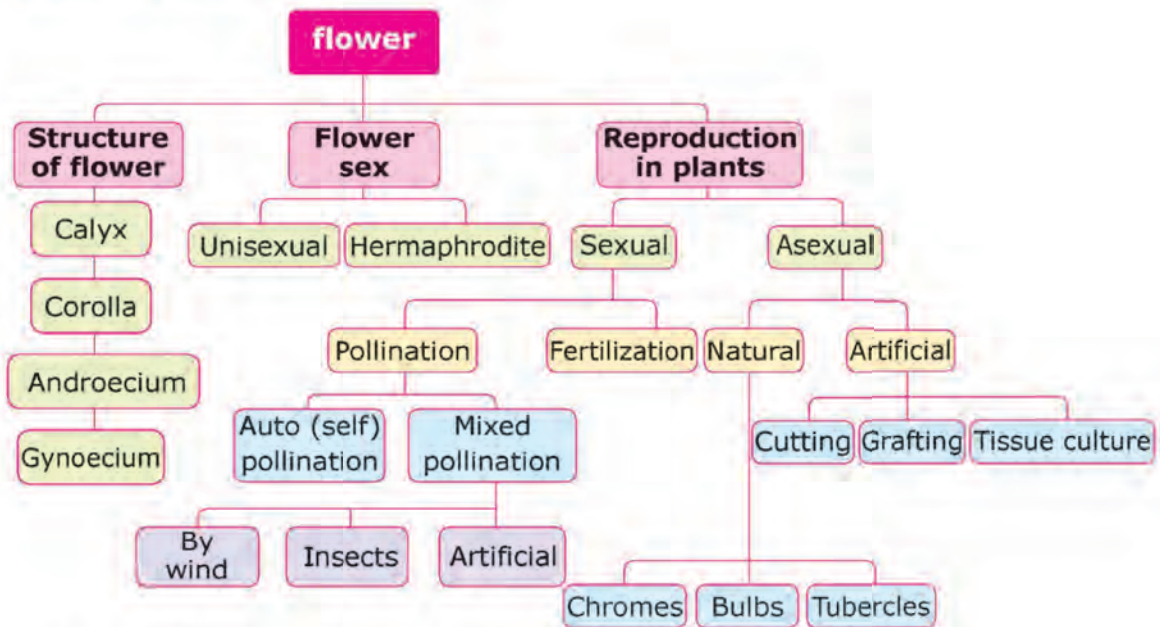 flower
Structure
of flower
Flower
sex
Reproduction
in plants
Calyx
Corolla
Androecium
Gynoecium
Unisexual
Hermaphrodite
Sexual
Asexual
Pollination
Fertilization
Natural
Artificial
Auto (self)
pollination
Mixed
pollination
Cutting
Grafting
Tissue culture
By
wind
Insects
Artificial
Chromes
Bulbs
Tubercles